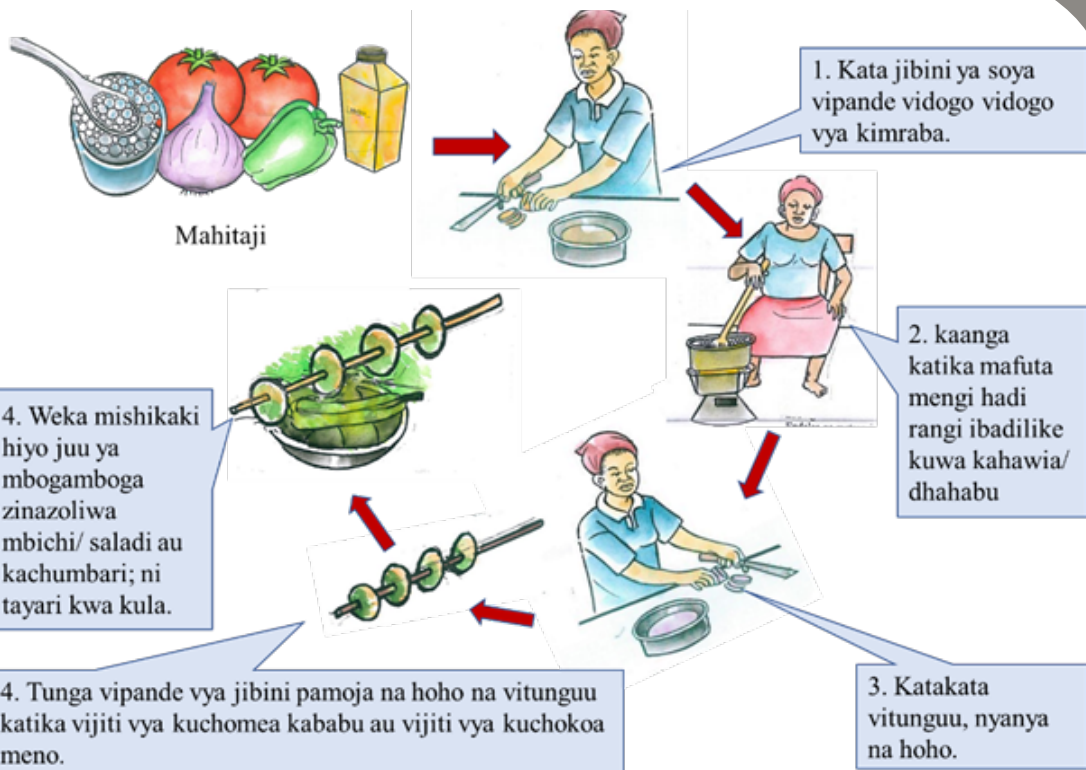 Mahitaji
1. Kata jibini ya soya
vipande vidogo vidogo
vya kimraba.
2. kaanga
katika mafuta
mengi hadi
rangi ibadilike
kuwa kahawia/
dhahabu
3. Katakata
vitunguu, nyanya
na hoho.
4. Tunga vipande vya jibini pamoja na hoho na vitunguu
katika vijiti vya kuchomea kababu au vijiti vya kuchokoa
meno.
4. Weka mishikaki
hiyo juu ya
mbogamboga
zinazoliwa
mbichi/ saladi au
kachumbari; ni
tayari kwa kula.